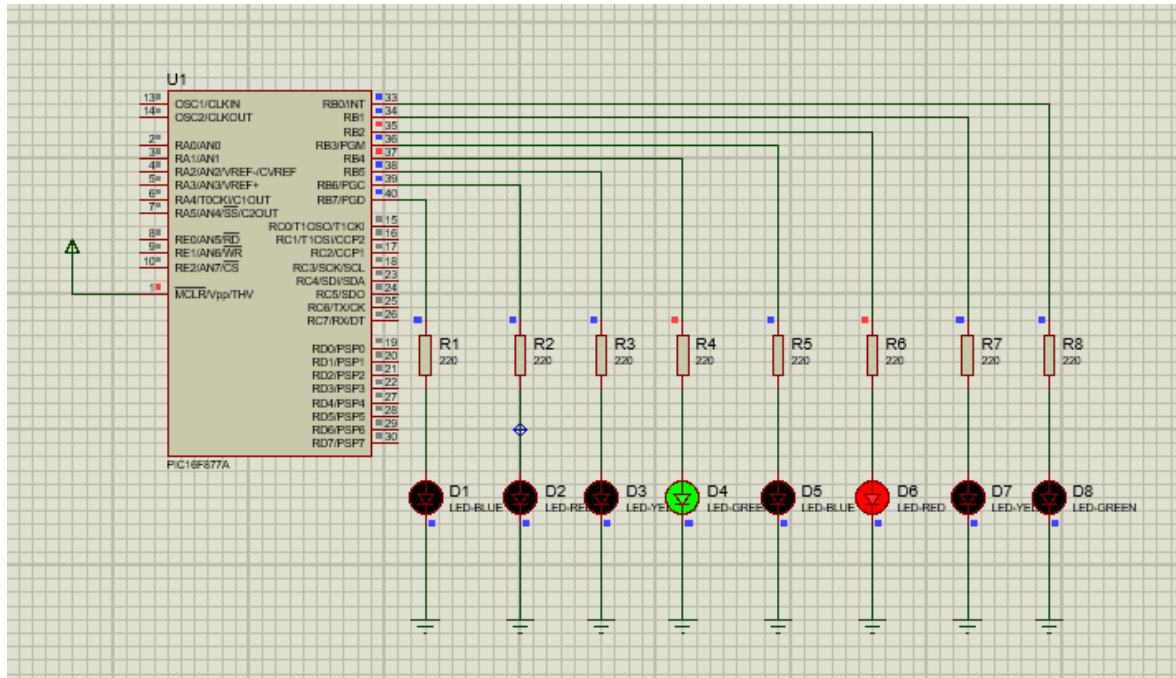 U1
13 OSC1/CLKIN RB0/INT 33
14 OSC2/CLKOUT RB1 34
RB2 35
2 RA0/AN0 RB3/PGM 36
3 RA1/AN1 RB4 37
4 RA2/AN2/VREF-/CVREF RB5 38
5 RA3/AN3/VREF+ RB6/PGC 39
6 RA4/T0CKI/C1OUT RB7/PGD 40
7 RA5/AN4/SS/C2OUT
RC0/T1OSO/T1CKI 15
8 RE0/AN5/RD RC1/T1OSI/CCP2 16
9 RE1/AN6/WR RC2/CCP1 17
10 RE2/AN7/CS RC3/SCK/SCL 18
RC4/SDI/SDA 23
1 MCLR/Vpp/THV RC5/SDO 24
RC6/TX/CK 25
RC7/RX/DT 26
RD0/PSP0 19
RD1/PSP1 20
RD2/PSP2 21
RD3/PSP3 22
RD4/PSP4 27
RD5/PSP5 28
RD6/PSP6 29
RD7/PSP7 30
PIC16F877A
R1 R2 R3 R4 R5 R6 R7 R8
220 220 220 220 220 220 220 220
D1 D2 D3 D4 D5 D6 D7 D8
LED-BLUE LED-RE LED-YE LED-GREE LED-BLUE LED-RED LED-YE LED-GREEN